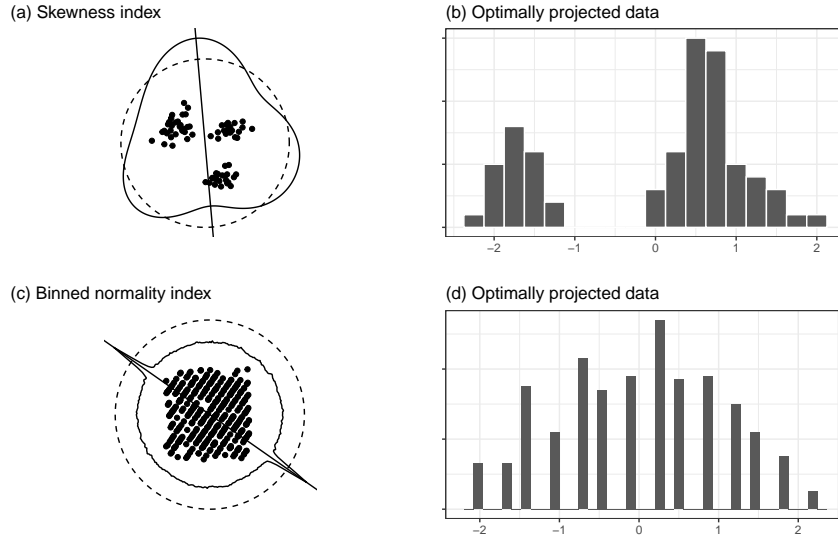 (a) Skewness index
(b) Optimally projected data
−2 −1 0 1 2
(c) Binned normality index
(d) Optimally projected data
−2 −1 0 1 2